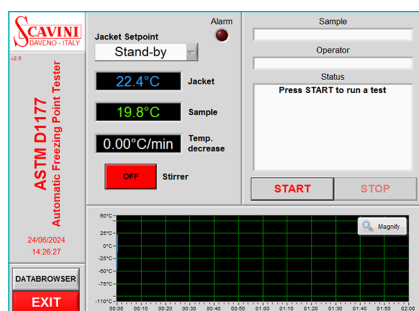 SCAVINI
BAVENO - ITALY
v2.5
ASTM D1177
Automatic Freezing Point Tester
24/06/2024
14:26:27
DATABROWSER
EXIT
Alarm
Jacket Setpoint
Stand-by
22.4°C Jacket
19.8°C Sample
0.00°C/min Temp. decrease
OFF Stirrer
Sample
Operator
Status
Press START to run a test
START STOP
Magnify
60°C
25°C
0°C
-25°C
-50°C
-75°C
-110°C
00:00 00:10 00:20 00:30 00:40 00:50 01:00 01:10 01:20 01:30 01:40 01:50 02:00